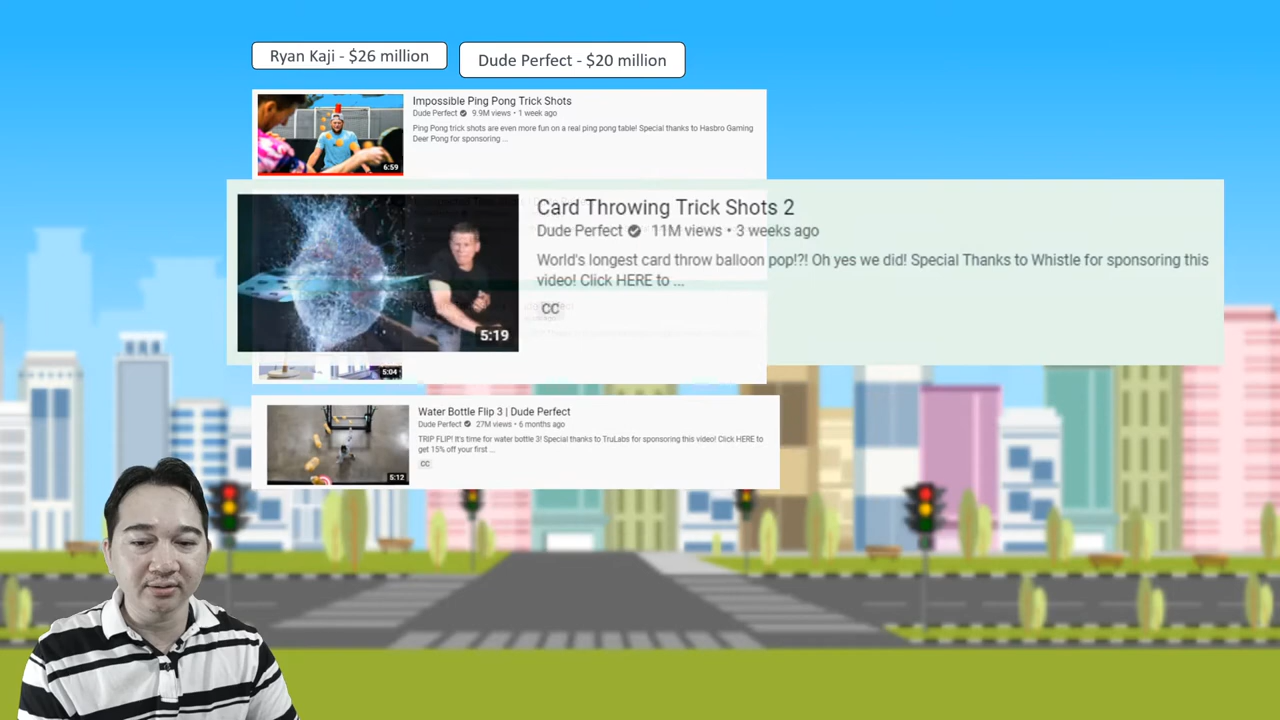 Ryan Kaji - $26 million
Dude Perfect - $20 million
Impossible Ping Pong Trick Shots
Dude Perfect 9.9M views • 1 week ago
Ping Pong trick shots are even more fun on a real ping pong table! Special thanks to Hasbro Gaming
Deer Pong for sponsoring ...
6:59
Card Throwing Trick Shots 2
Dude Perfect 11M views • 3 weeks ago
World's longest card throw balloon pop!?! Oh yes we did! Special Thanks to Whistle for sponsoring this
video! Click HERE to ...
CC
5:19
5:04
Water Bottle Flip 3 | Dude Perfect
Dude Perfect 27M views • 6 months ago
TRIP FLIP! It's time for water bottle 3! Special thanks to TruLabs for sponsoring this video! Click HERE to
get 15% off your first ...
CC
5:12